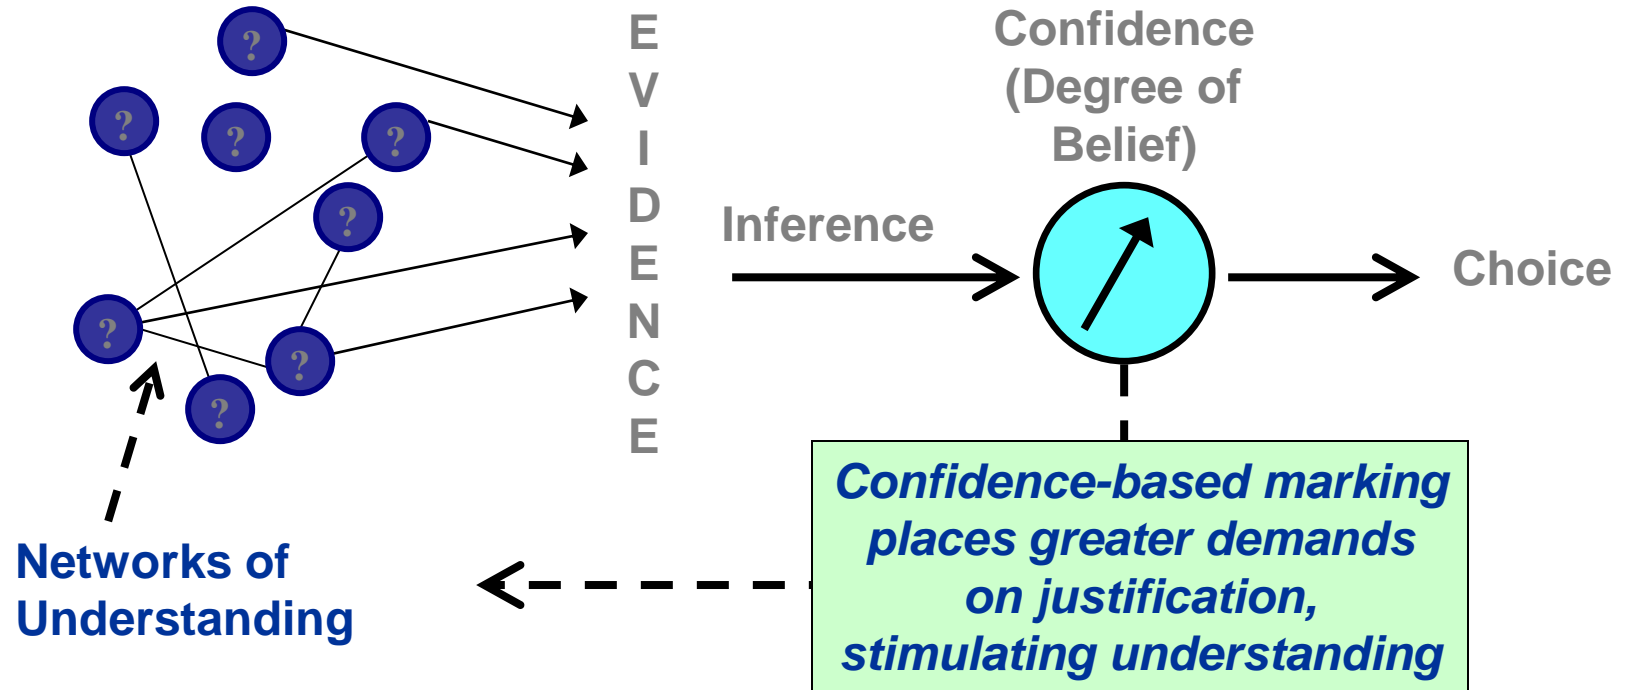 ?
?
?
?
?
?
?
?
E
V
I
D
E
N
C
E
Inference
Confidence
(Degree of
Belief)
Choice
Networks of
Understanding
Confidence-based marking
places greater demands
on justification,
stimulating understanding